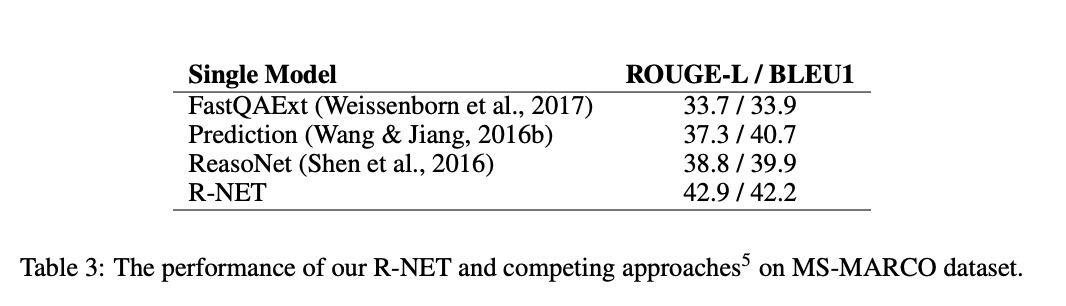 Single Model ROUGE-L / BLEU1
FastQAExt (Weissenborn et al., 2017) 33.7 / 33.9
Prediction (Wang & Jiang, 2016b) 37.3 / 40.7
ReasoNet (Shen et al., 2016) 38.8 / 39.9
R-NET 42.9 / 42.2
Table 3: The performance of our R-NET and competing approaches⁵ on MS-MARCO dataset.